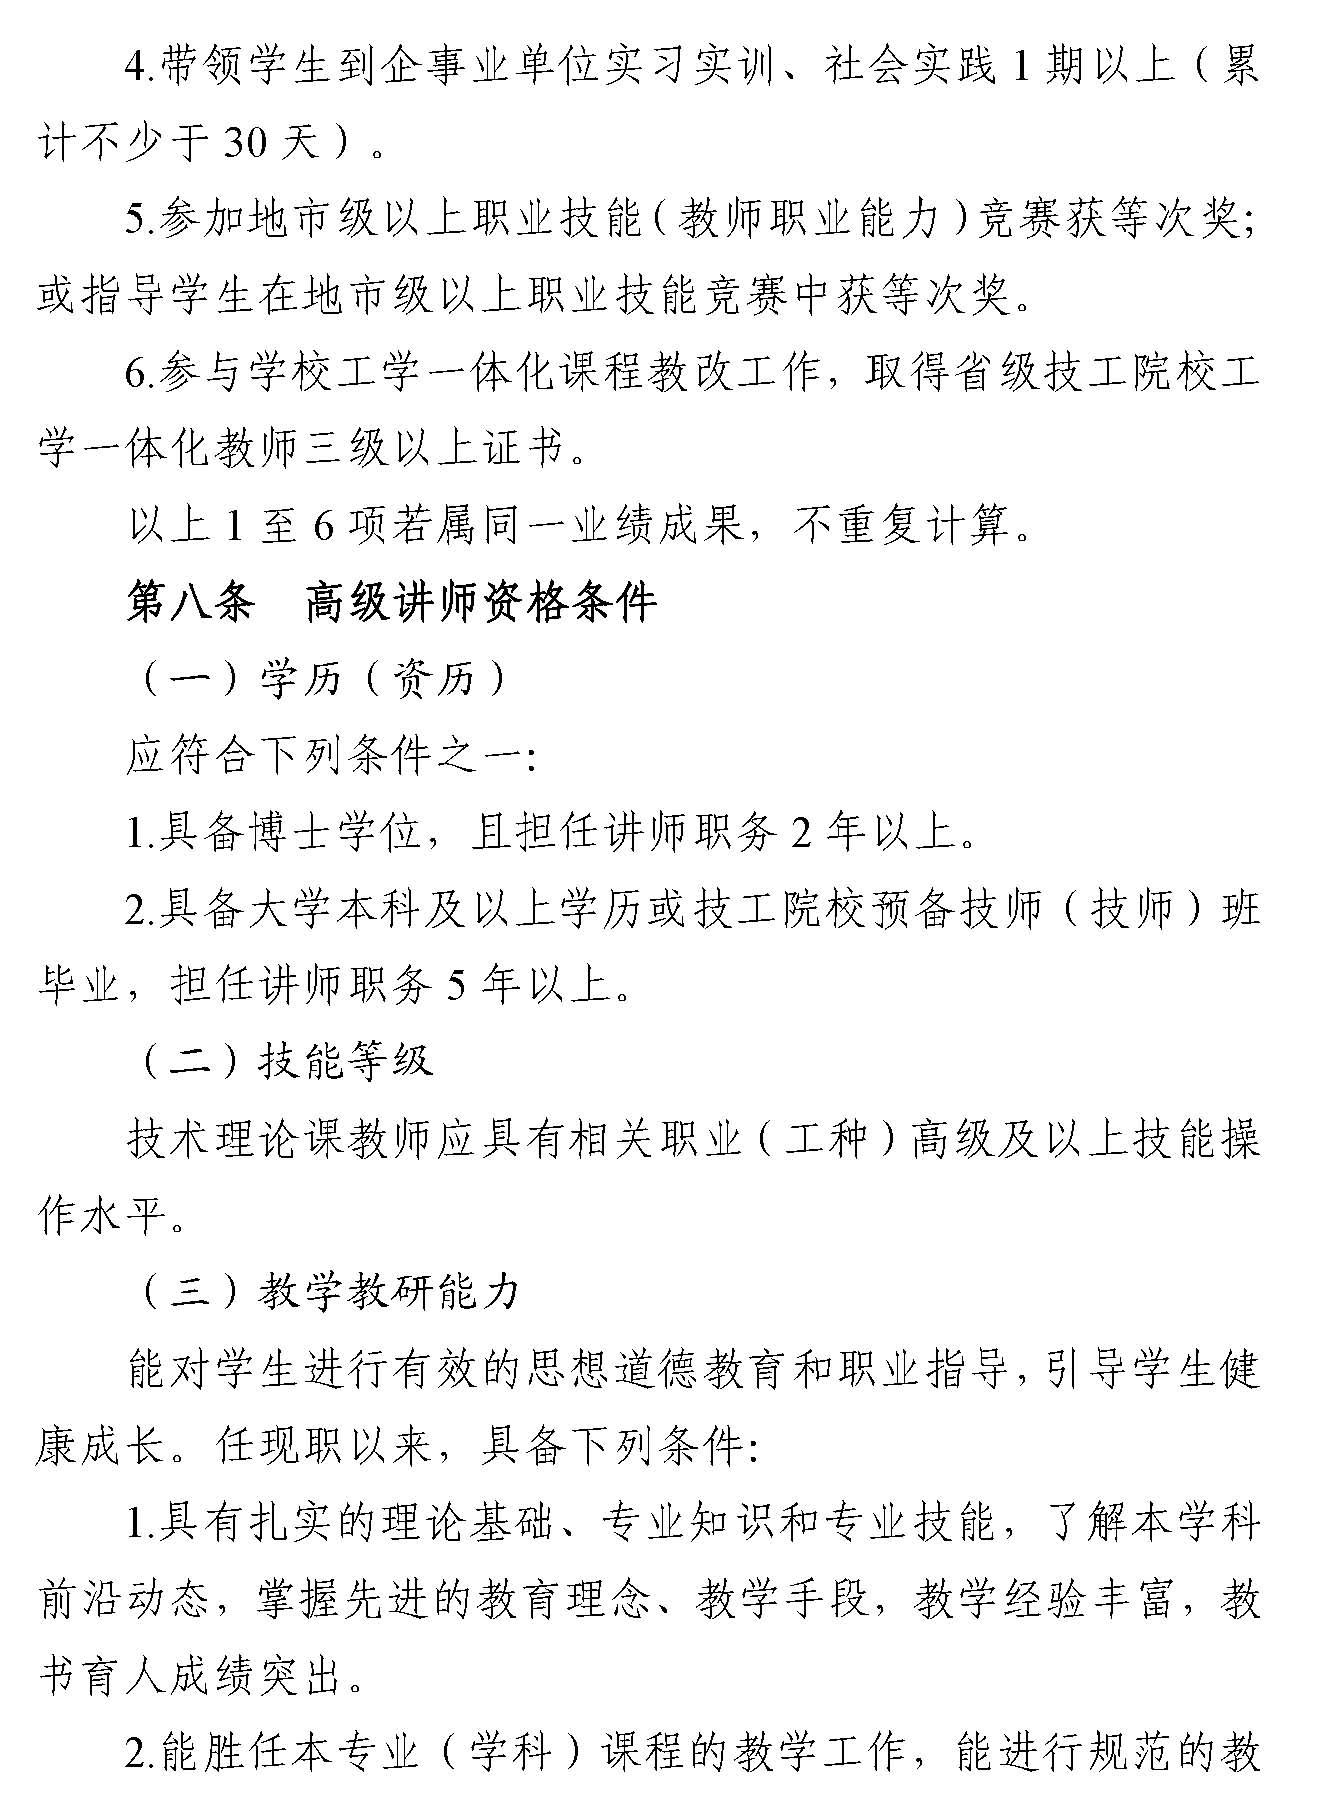 4.带领学生到企事业单位实习实训、社会实践 1 期以上（累
计不少于 30 天）。
5.参加地市级以上职业技能（教师职业能力）竞赛获等次奖；
或指导学生在地市级以上职业技能竞赛中获等次奖。
6.参与学校工学一体化课程教改工作，取得省级技工院校工
学一体化教师三级以上证书。
以上 1 至 6 项若属同一业绩成果，不重复计算。
第八条　高级讲师资格条件
（一）学历（资历）
应符合下列条件之一：
1.具备博士学位，且担任讲师职务 2 年以上。
2.具备大学本科及以上学历或技工院校预备技师（技师）班
毕业，担任讲师职务 5 年以上。
（二）技能等级
技术理论课教师应具有相关职业（工种）高级及以上技能操
作水平。
（三）教学教研能力
能对学生进行有效的思想道德教育和职业指导，引导学生健
康成长。任现职以来，具备下列条件：
1.具有扎实的理论基础、专业知识和专业技能，了解本学科
前沿动态，掌握先进的教育理念、教学手段，教学经验丰富，教
书育人成绩突出。
2.能胜任本专业（学科）课程的教学工作，能进行规范的教